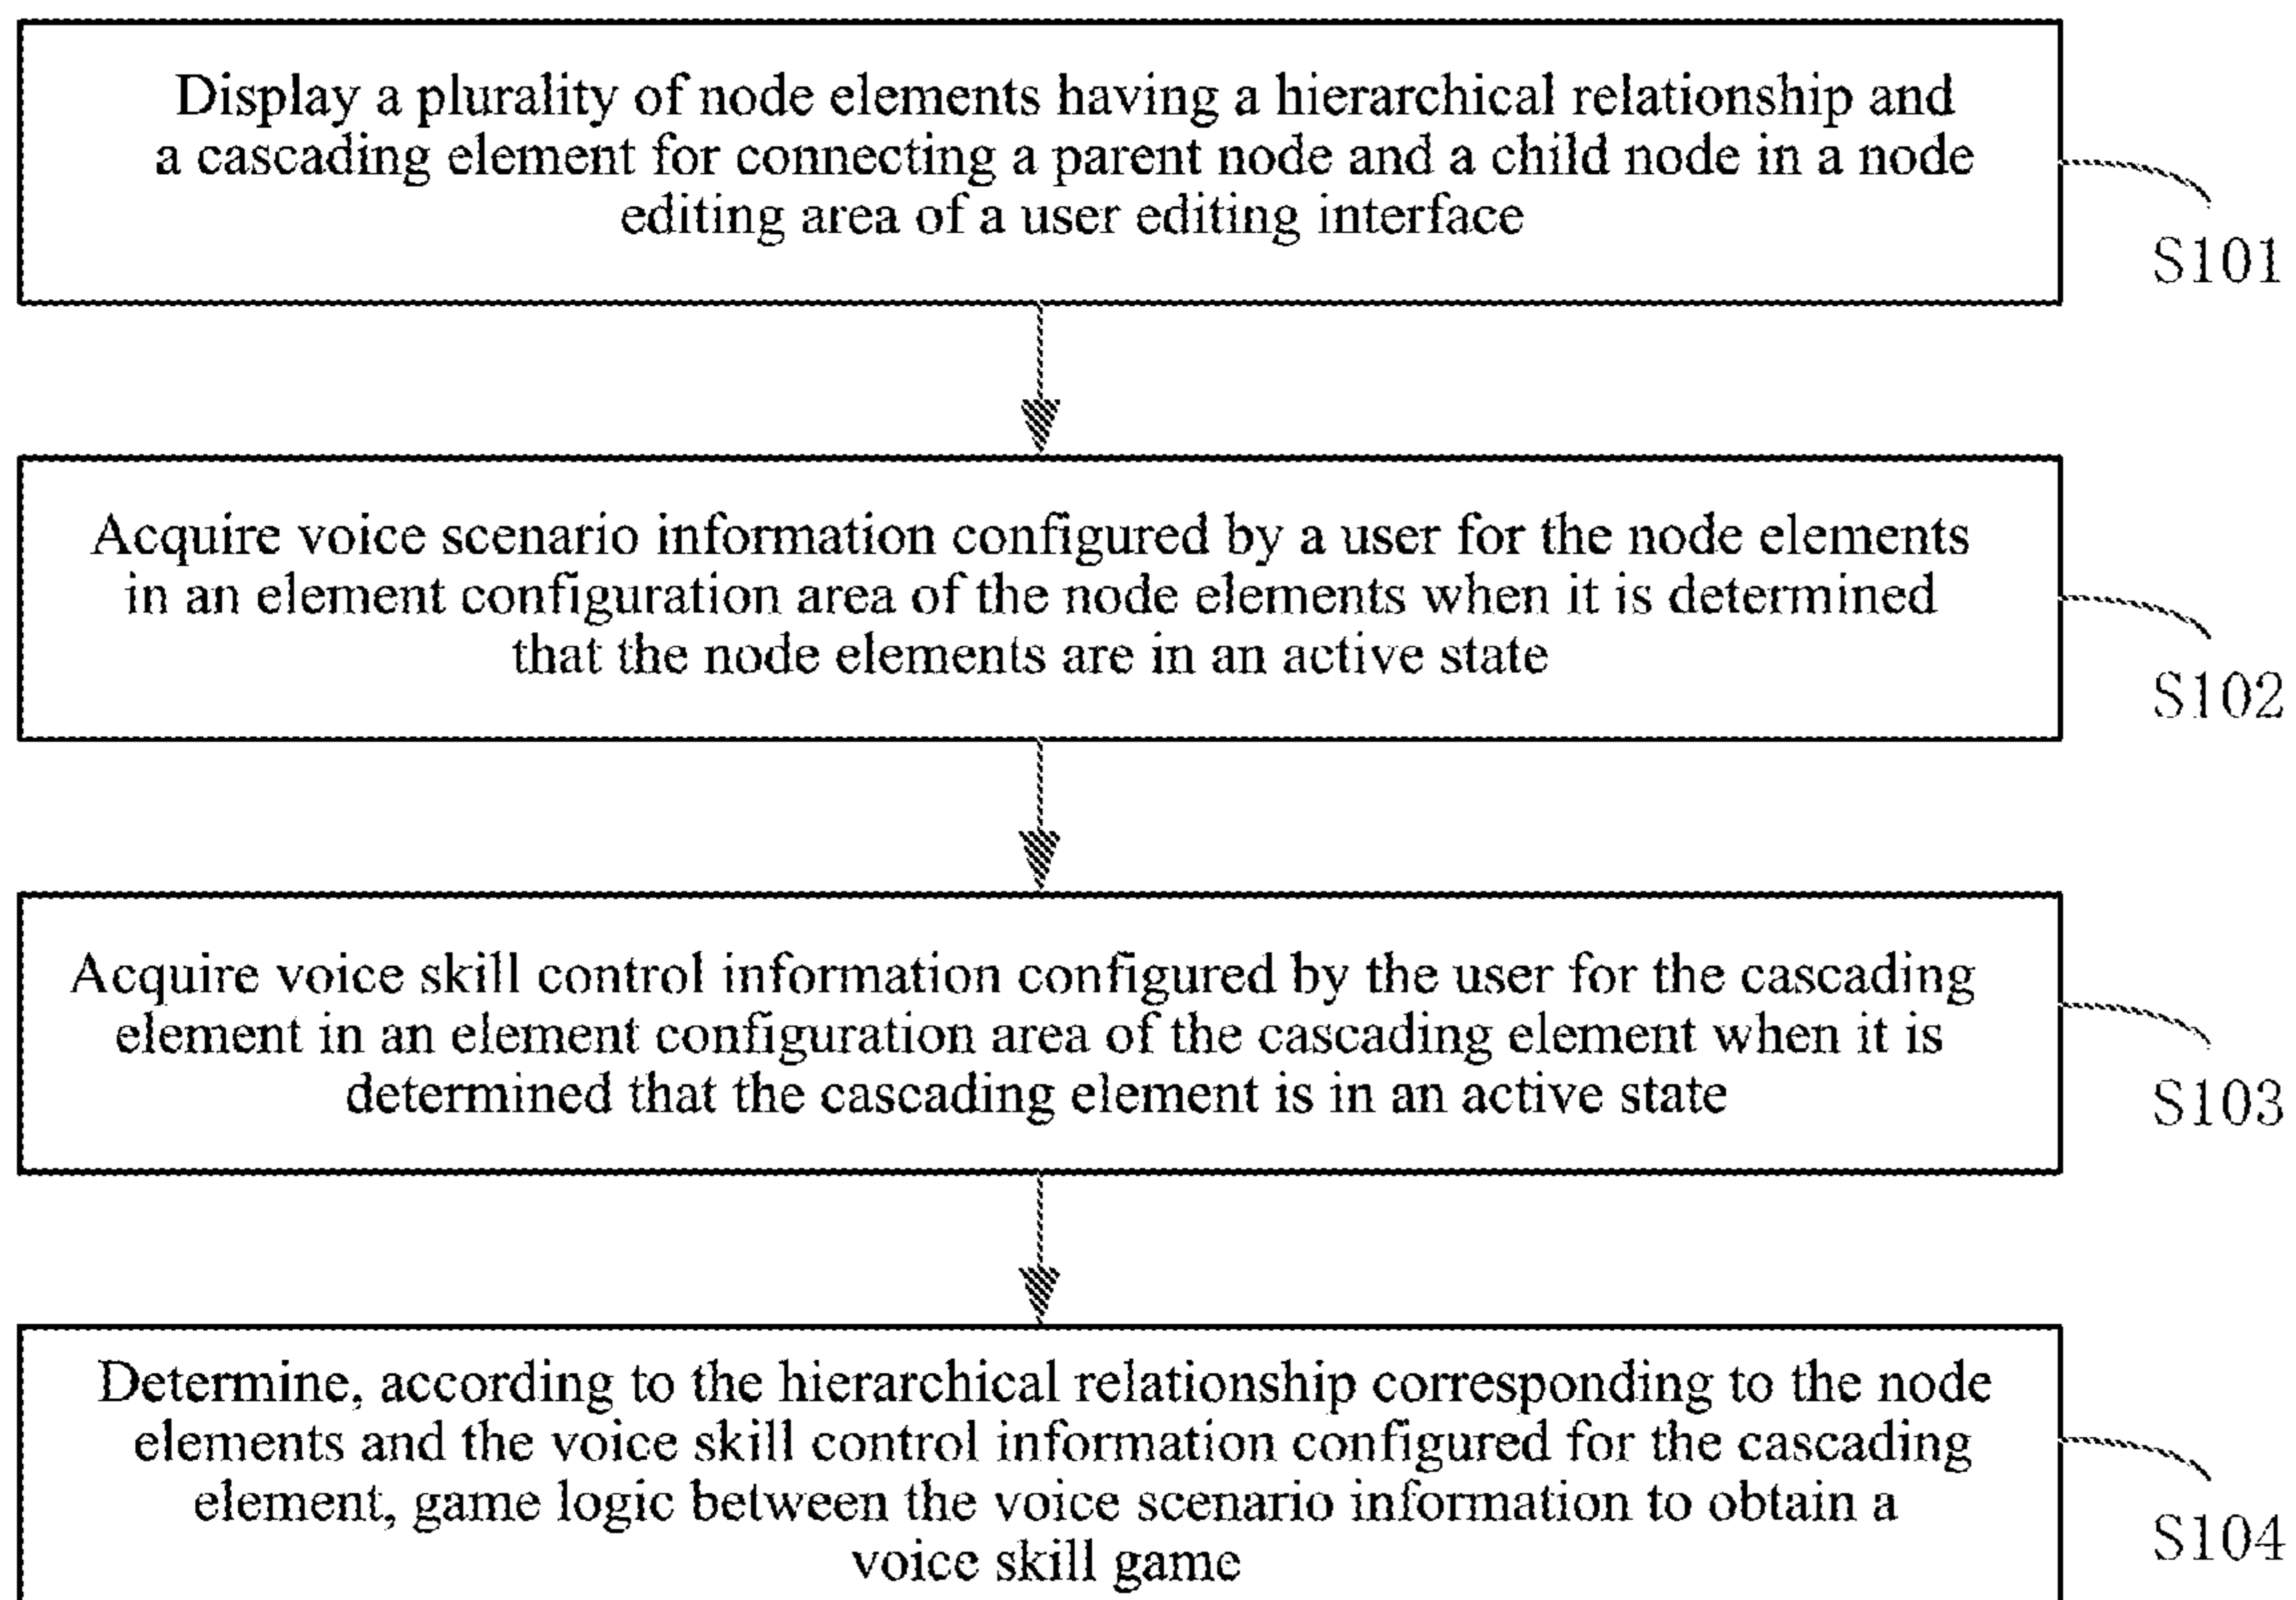 Display a plurality of node elements having a hierarchical relationship and
a cascading element for connecting a parent node and a child node in a node
editing area of a user editing interface
S101
Acquire voice scenario information configured by a user for the node elements
in an element configuration area of the node elements when it is determined
that the node elements are in an active state
S102
Acquire voice skill control information configured by the user for the cascading
element in an element configuration area of the cascading element when it is
determined that the cascading element is in an active state
S103
Determine, according to the hierarchical relationship corresponding to the node
elements and the voice skill control information configured for the cascading
element, game logic between the voice scenario information to obtain a
voice skill game
S104